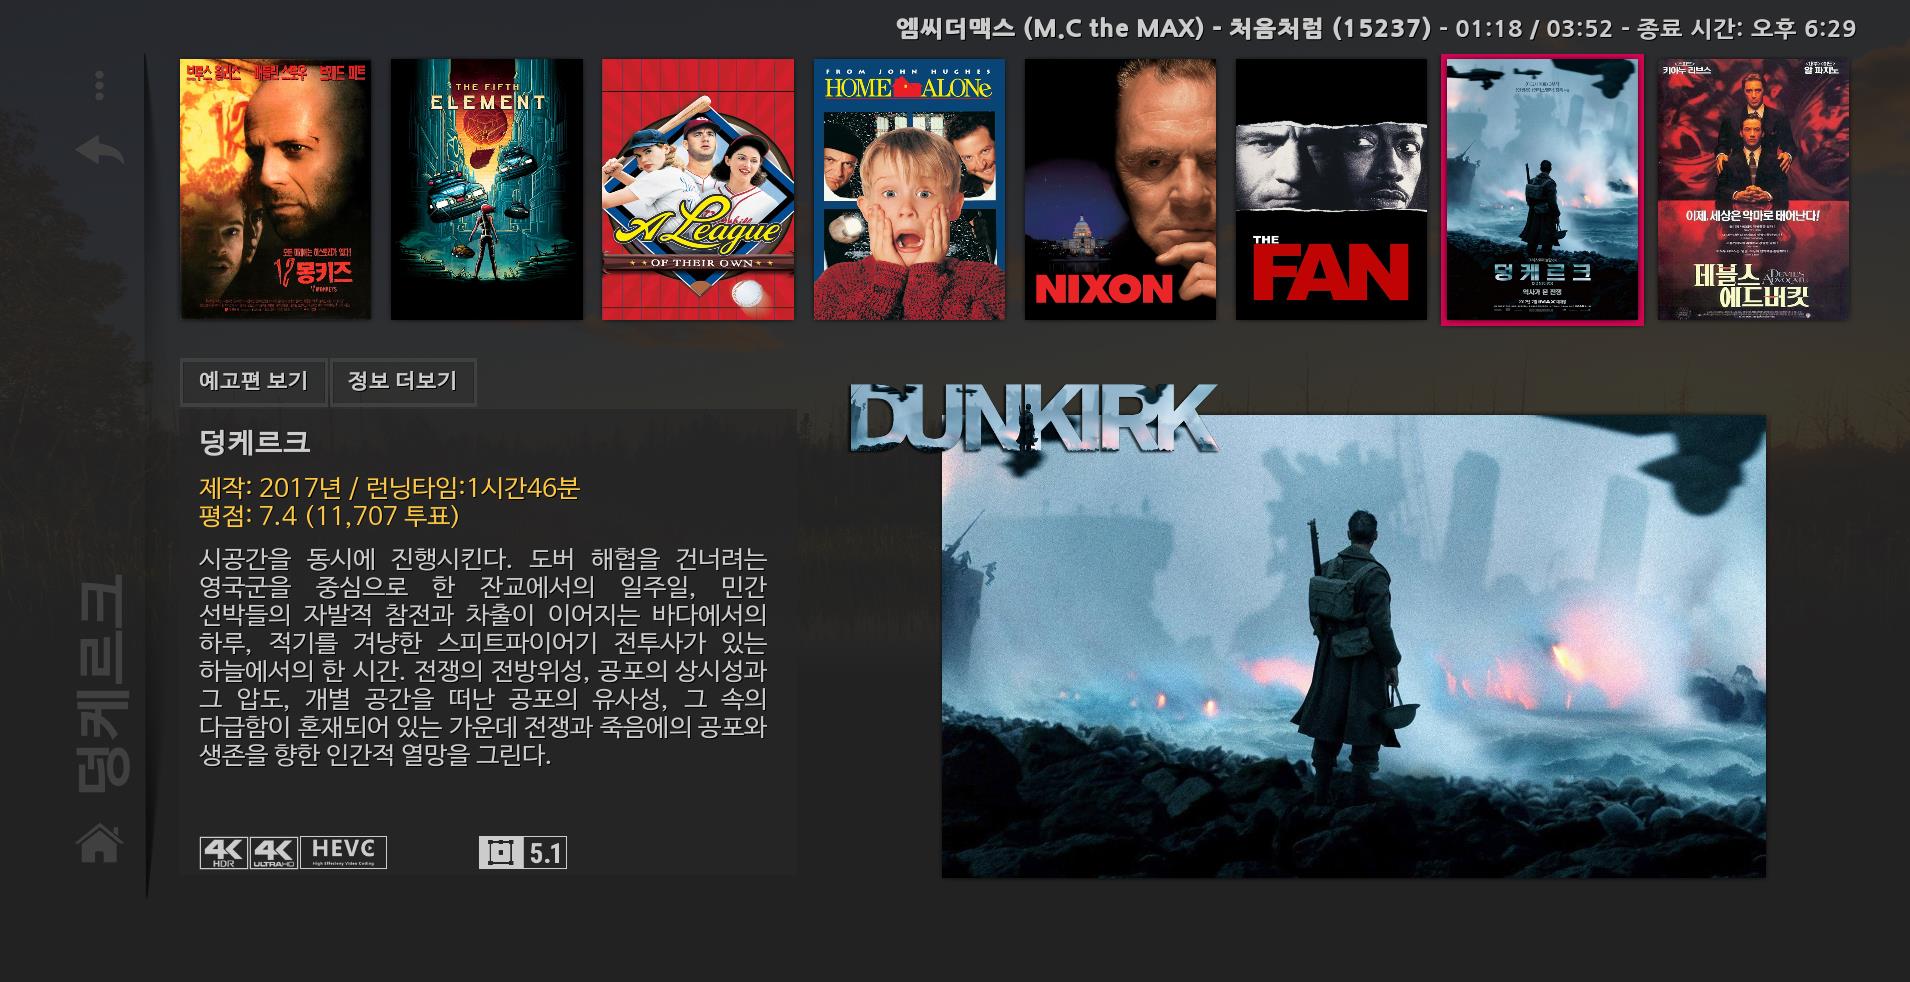 엠씨더맥스 (M.C the MAX) - 처음처럼 (15237) - 01:18 / 03:52 - 종료 시간: 오후 6:29
브루스 윌리스 매들린 스토우 브래드 피트
12 몽키즈
THE FIFTH
ELEMENT
A League
OF THEIR OWN
FROM JOHN HUGHES
HOME ALONe
NIXON
THE
FAN
덩케르크
키아누 리브스 알 파치노
이제, 세상은 악마로 태어난다!
데블스
에드버킷
DEVIL'S
ADVOCATE
예고편 보기 정보 더보기
DUNKIRK
덩케르크
제작: 2017년 / 런닝타임:1시간46분
평점: 7.4 (11,707 투표)
시공간을 동시에 진행시킨다. 도버 해협을 건너려는
영국군을 중심으로 한 잔교에서의 일주일, 민간
선박들의 자발적 참전과 차출이 이어지는 바다에서의
하루, 적기를 겨냥한 스피트파이어기 전투사가 있는
하늘에서의 한 시간. 전쟁의 전방위성, 공포의 상시성과
그 압도, 개별 공간을 떠난 공포의 유사성, 그 속의
다급함이 혼재되어 있는 가운데 전쟁과 죽음에의 공포와
생존을 향한 인간적 열망을 그린다.
4K HDR 4K ULTRA HD HEVC High Efficiency Video Coding 5.1
덩케르크